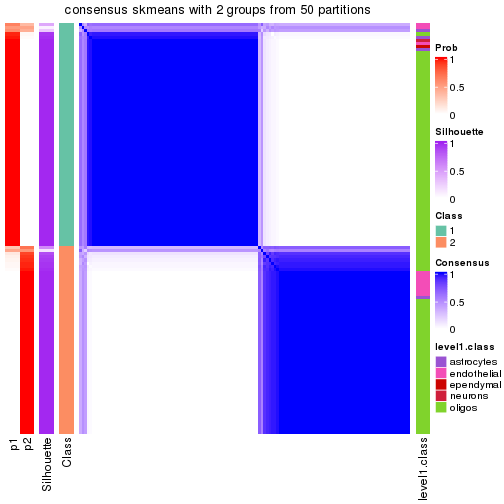 consensus skmeans with 2 groups from 50 partitions
Prob
1
0.5
0
Silhouette
1
0.5
0
Class
1
2
Consensus
1
0.5
0
level1.class
astrocytes
endothelial
ependymal
neurons
oligos
p1
p2
Silhouette
Class
level1.class